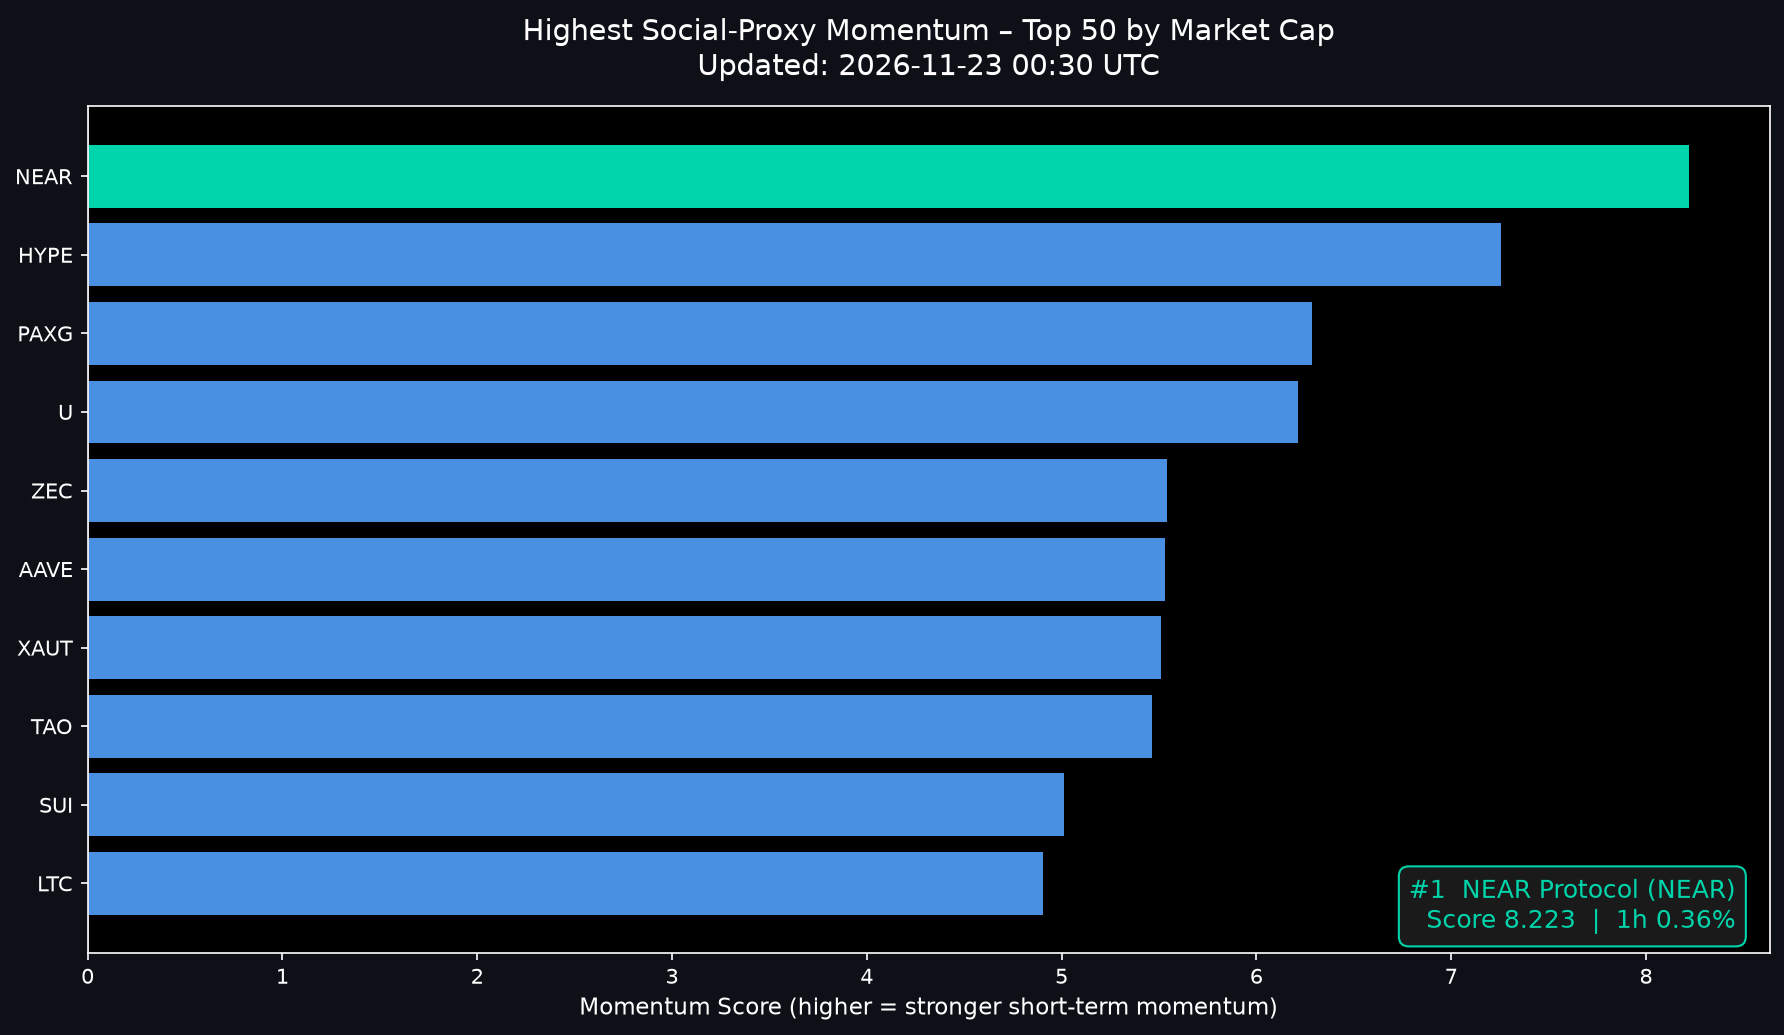 Highest Social-Proxy Momentum – Top 50 by Market Cap
Updated: 2026-11-23 00:30 UTC
NEAR
HYPE
PAXG
U
ZEC
AAVE
XAUT
TAO
SUI
LTC
#1 NEAR Protocol (NEAR)
Score 8.223 | 1h 0.36%
0 1 2 3 4 5 6 7 8
Momentum Score (higher = stronger short-term momentum)